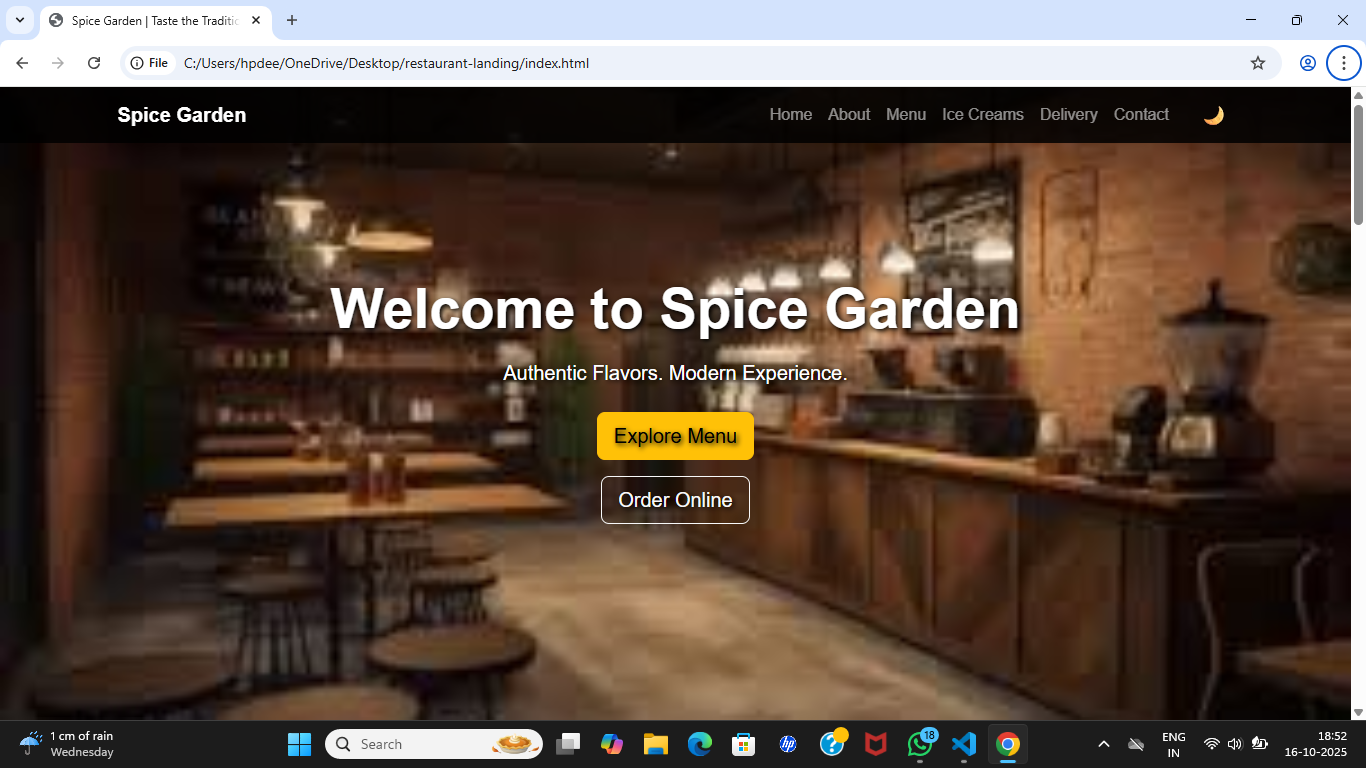 Spice Garden | Taste the Traditic
File
C:/Users/hpdee/OneDrive/Desktop/restaurant-landing/index.html
Spice Garden
Home
About
Menu
Ice Creams
Delivery
Contact
Welcome to Spice Garden
Authentic Flavors. Modern Experience.
Explore Menu
Order Online
1 cm of rain
Wednesday
Search
hp
18
ENG
IN
18:52
16-10-2025